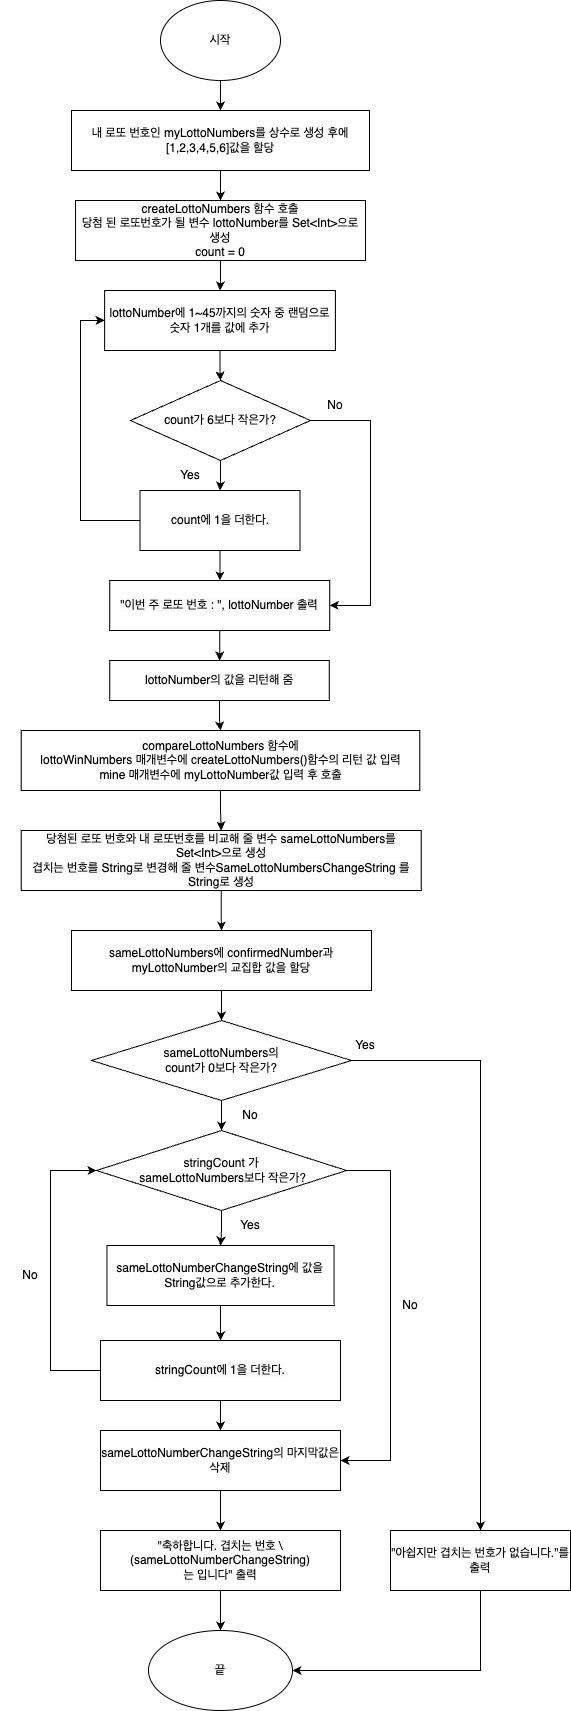 시작
내 로또 번호인 myLottoNumbers를 상수로 생성 후에
[1,2,3,4,5,6]값을 할당
createLottoNumbers 함수 호출
당첨 된 로또번호가 될 변수 lottoNumber를 Set<Int>으로
생성
count = 0
lottoNumber에 1~45까지의 숫자 중 랜덤으로
숫자 1개를 값에 추가
No
count가 6보다 작은가?
Yes
count에 1을 더한다.
"이번 주 로또 번호 : ", lottoNumber 출력
lottoNumber의 값을 리턴해 줌
compareLottoNumbers 함수에
lottoWinNumbers 매개변수에 createLottoNumbers()함수의 리턴 값 입력
mine 매개변수에 myLottoNumber값 입력 후 호출
당첨된 로또 번호와 내 로또번호를 비교해 줄 변수 sameLottoNumbers를
Set<Int>으로 생성
겹치는 번호를 String로 변경해 줄 변수SameLottoNumbersChangeString 를
String로 생성
sameLottoNumbers에 confirmedNumber과
myLottoNumber의 교집합 값을 할당
sameLottoNumbers의
count가 0보다 작은가?
Yes
No
stringCount 가
sameLottoNumbers보다 작은가?
Yes
sameLottoNumberChangeString에 값을
String값으로 추가한다.
No
No
stringCount에 1을 더한다.
sameLottoNumberChangeString의 마지막값은
삭제
"축하합니다. 겹치는 번호 \
(sameLottoNumberChangeString)
는 입니다" 출력
"아쉽지만 겹치는 번호가 없습니다."를
출력
끝